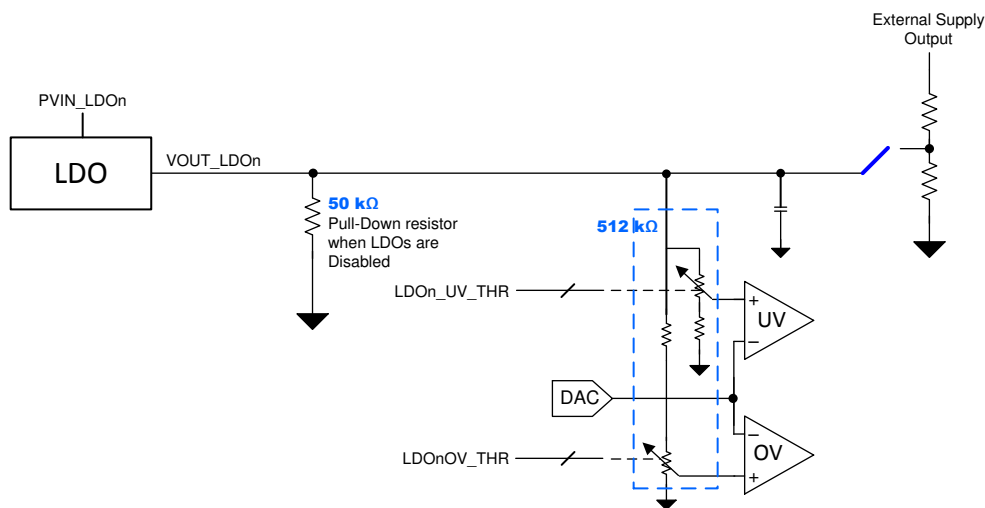 External Supply
Output
PVIN_LDOn
LDO
VOUT_LDOn
50 kΩ
Pull-Down resistor
when LDOs are
Disabled
512 kΩ
LDOn_UV_THR
+
UV
−
DAC
−
OV
LDOnOV_THR
+